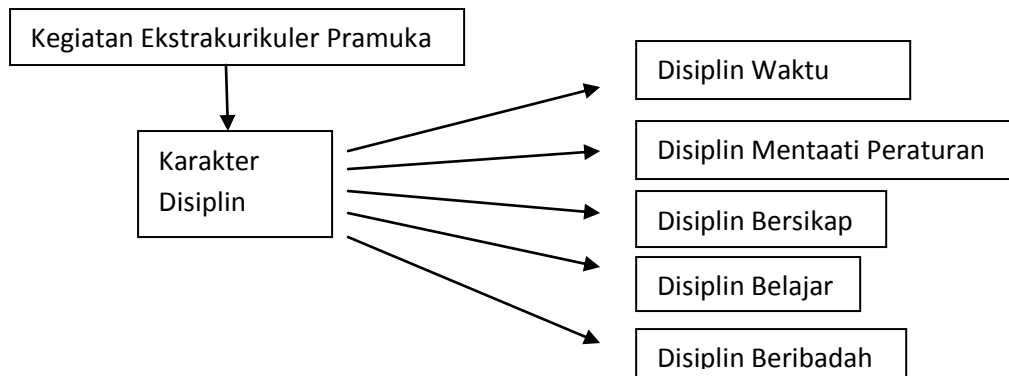 Kegiatan Ekstrakurikuler Pramuka
Karakter
Disiplin
Disiplin Waktu
Disiplin Mentaati Peraturan
Disiplin Bersikap
Disiplin Belajar
Disiplin Beribadah